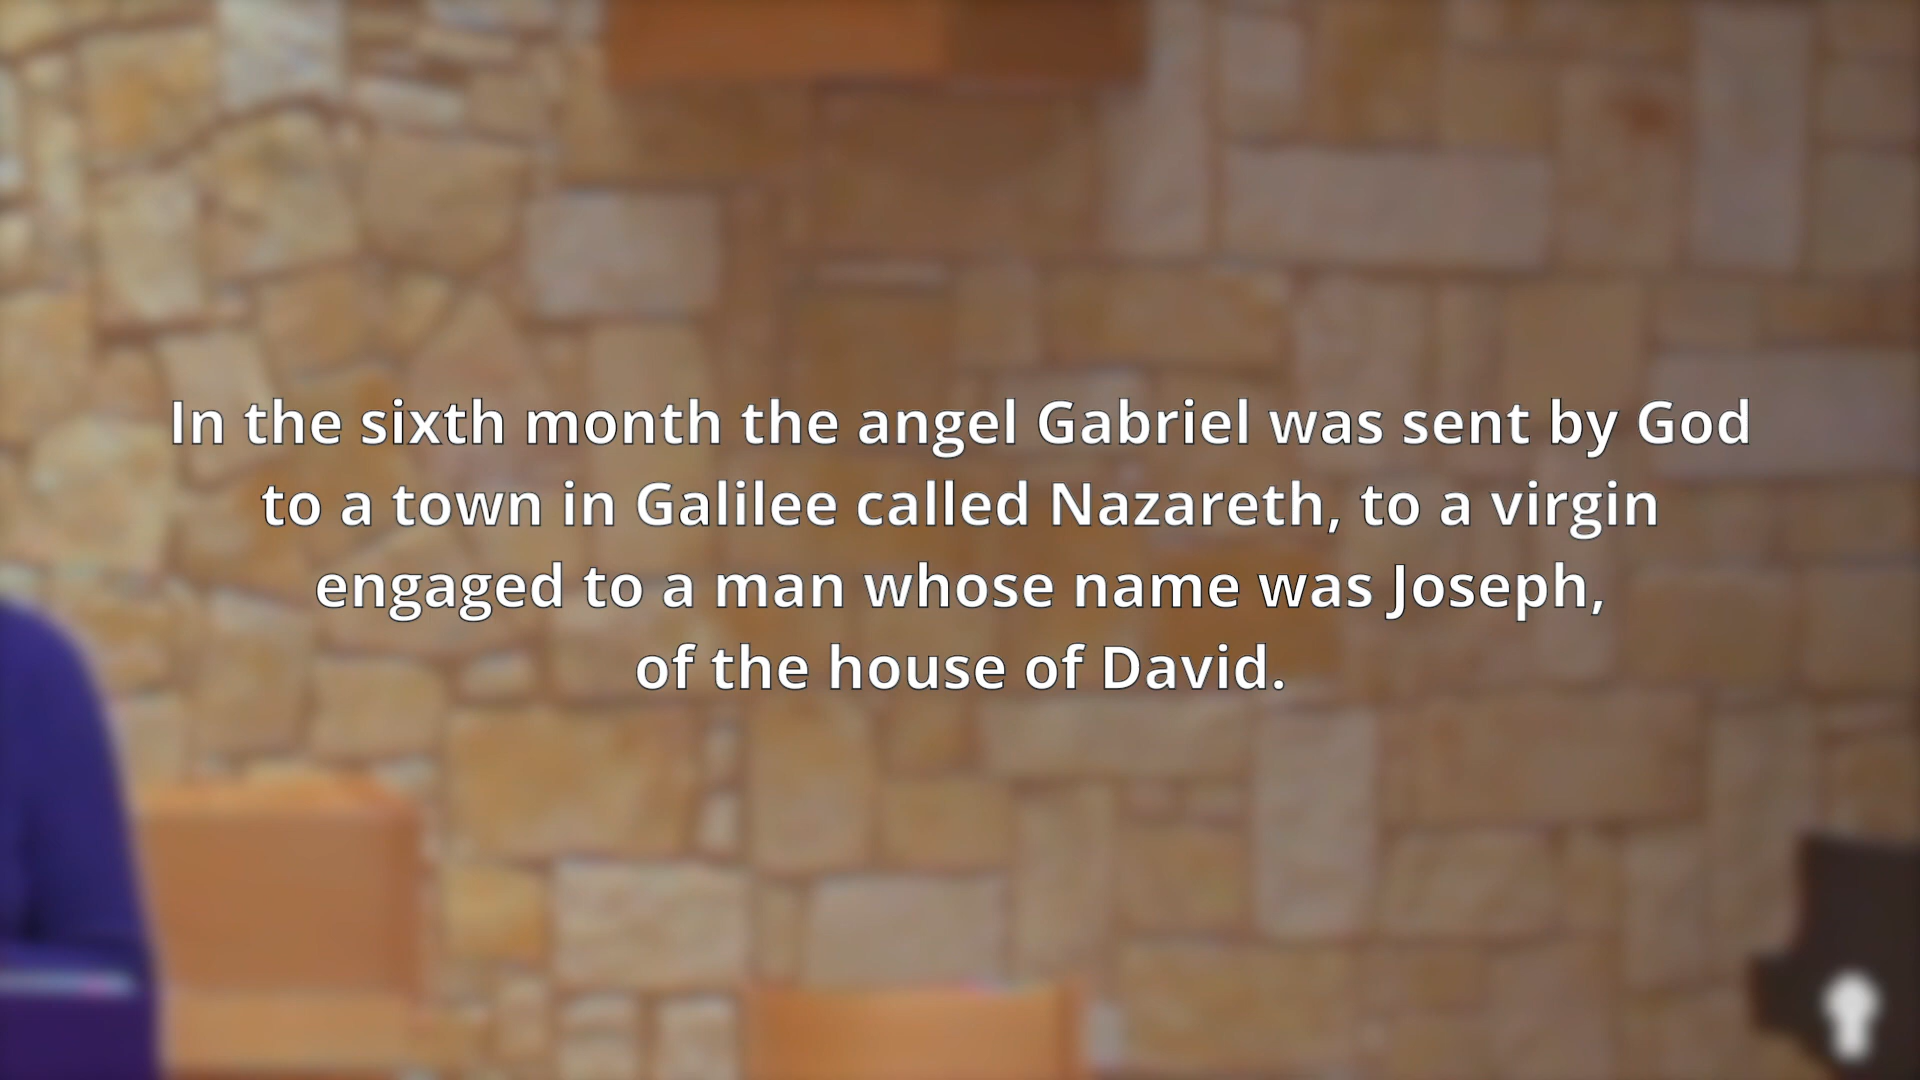 In the sixth month the angel Gabriel was sent by God
to a town in Galilee called Nazareth, to a virgin
engaged to a man whose name was Joseph,
of the house of David.